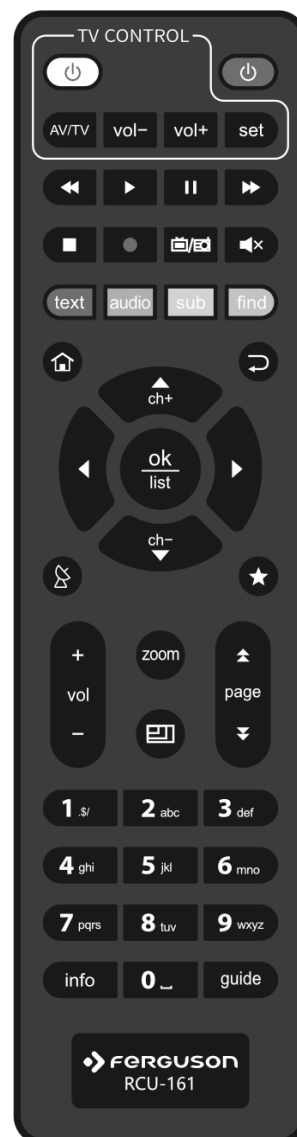 TV CONTROL
AV/TV vol− vol+ set
text audio sub find
ch+
ok
list
ch−
+ zoom
vol page
−
1 .$/ 2 abc 3 def
4 ghi 5 jkl 6 mno
7 pqrs 8 tuv 9 wxyz
info 0 ⎵ guide
FERGUSON
RCU-161